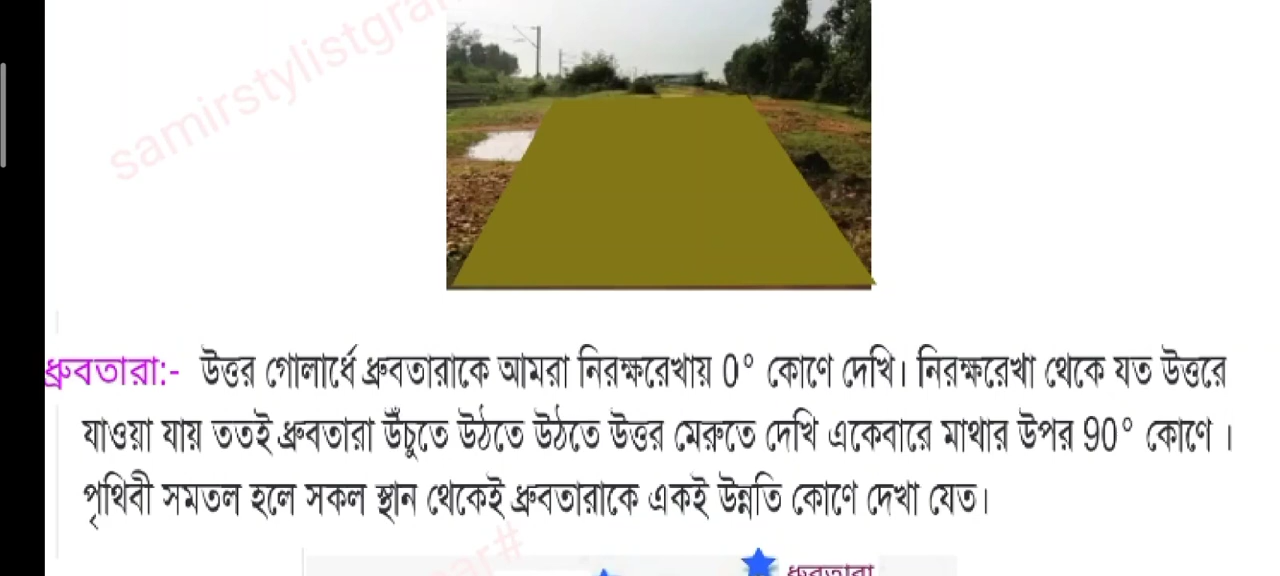 samirstylistgra
ধ্রুবতারা:- উত্তর গোলার্ধে ধ্রুবতারাকে আমরা নিরক্ষরেখায় 0° কোণে দেখি। নিরক্ষরেখা থেকে যত উত্তরে
যাওয়া যায় ততই ধ্রুবতারা উঁচুতে উঠতে উঠতে উত্তর মেরুতে দেখি একেবারে মাথার উপর 90° কোণে।
পৃথিবী সমতল হলে সকল স্থান থেকেই ধ্রুবতারাকে একই উন্নতি কোণে দেখা যেত।
ar#
ধ্রুবতারা